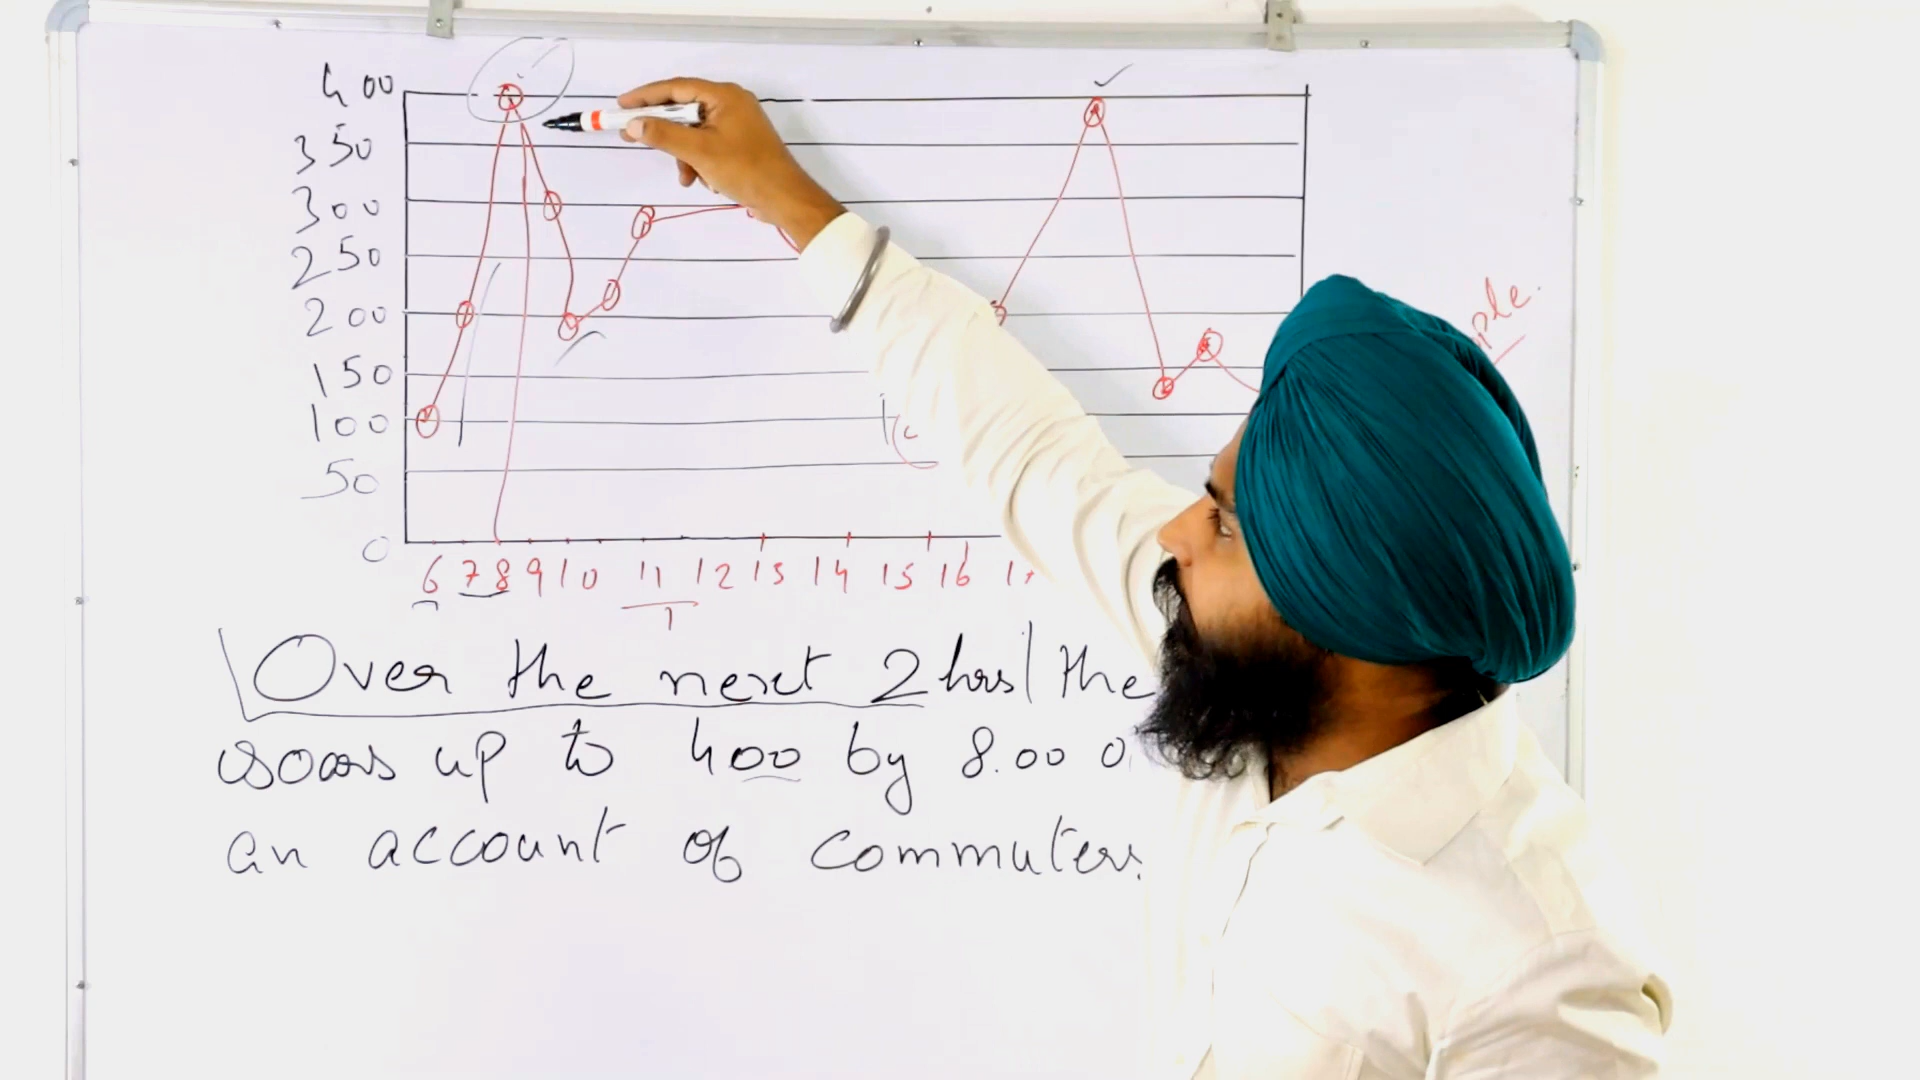 400
350
300
250
200
150
100
50
0
6 7 8 9 10 11 12 13 14 15 16
ple.
Over the next 2 hrs the
soars up to 400 by 8.00
an account of commuters.